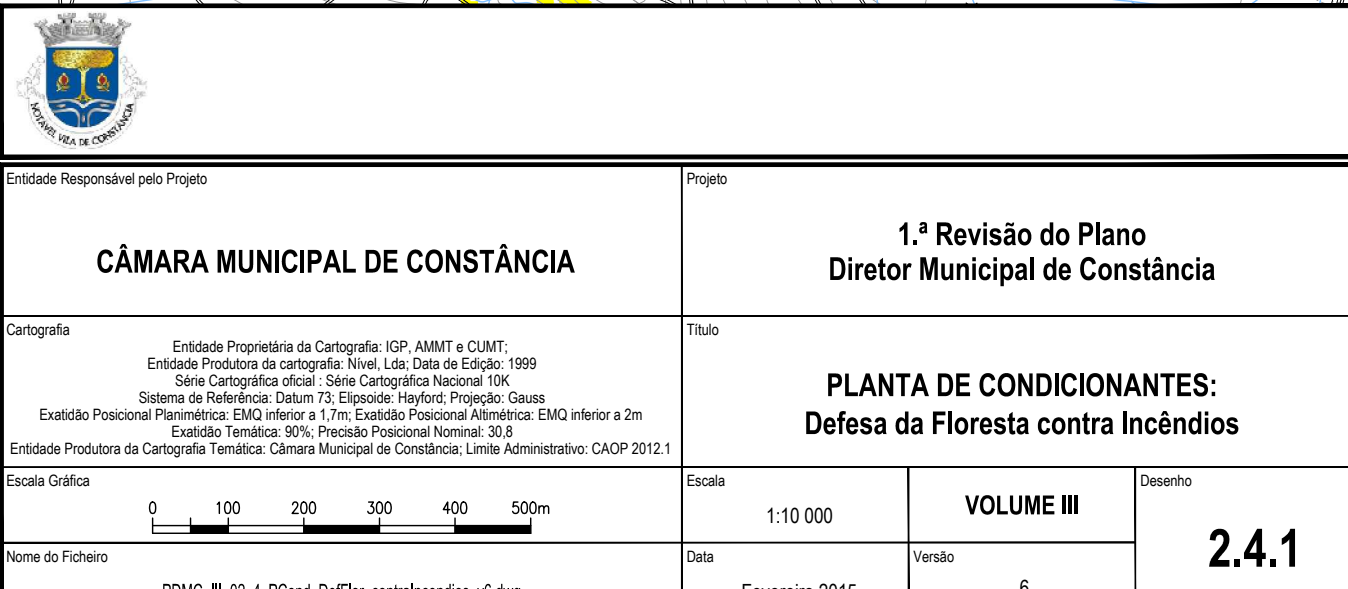 NOTÁVEL VILA DE CONSTÂNCIA
Entidade Responsável pelo Projeto
CÂMARA MUNICIPAL DE CONSTÂNCIA
Projeto
1.ª Revisão do Plano
Diretor Municipal de Constância
Cartografia
Entidade Proprietária da Cartografia: IGP, AMMT e CUMT;
Entidade Produtora da cartografia: Nível, Lda; Data de Edição: 1999
Série Cartográfica oficial : Série Cartográfica Nacional 10K
Sistema de Referência: Datum 73; Elipsoide: Hayford; Projeção: Gauss
Exatidão Posicional Planimétrica: EMQ inferior a 1,7m; Exatidão Posicional Altimétrica: EMQ inferior a 2m
Exatidão Temática: 90%; Precisão Posicional Nominal: 30,8
Entidade Produtora da Cartografia Temática: Câmara Municipal de Constância; Limite Administrativo: CAOP 2012.1
Título
PLANTA DE CONDICIONANTES:
Defesa da Floresta contra Incêndios
Escala Gráfica
0 100 200 300 400 500m
Escala
1:10 000
VOLUME III
Desenho
2.4.1
Nome do Ficheiro
Data
Fevereiro 2015
Versão
6